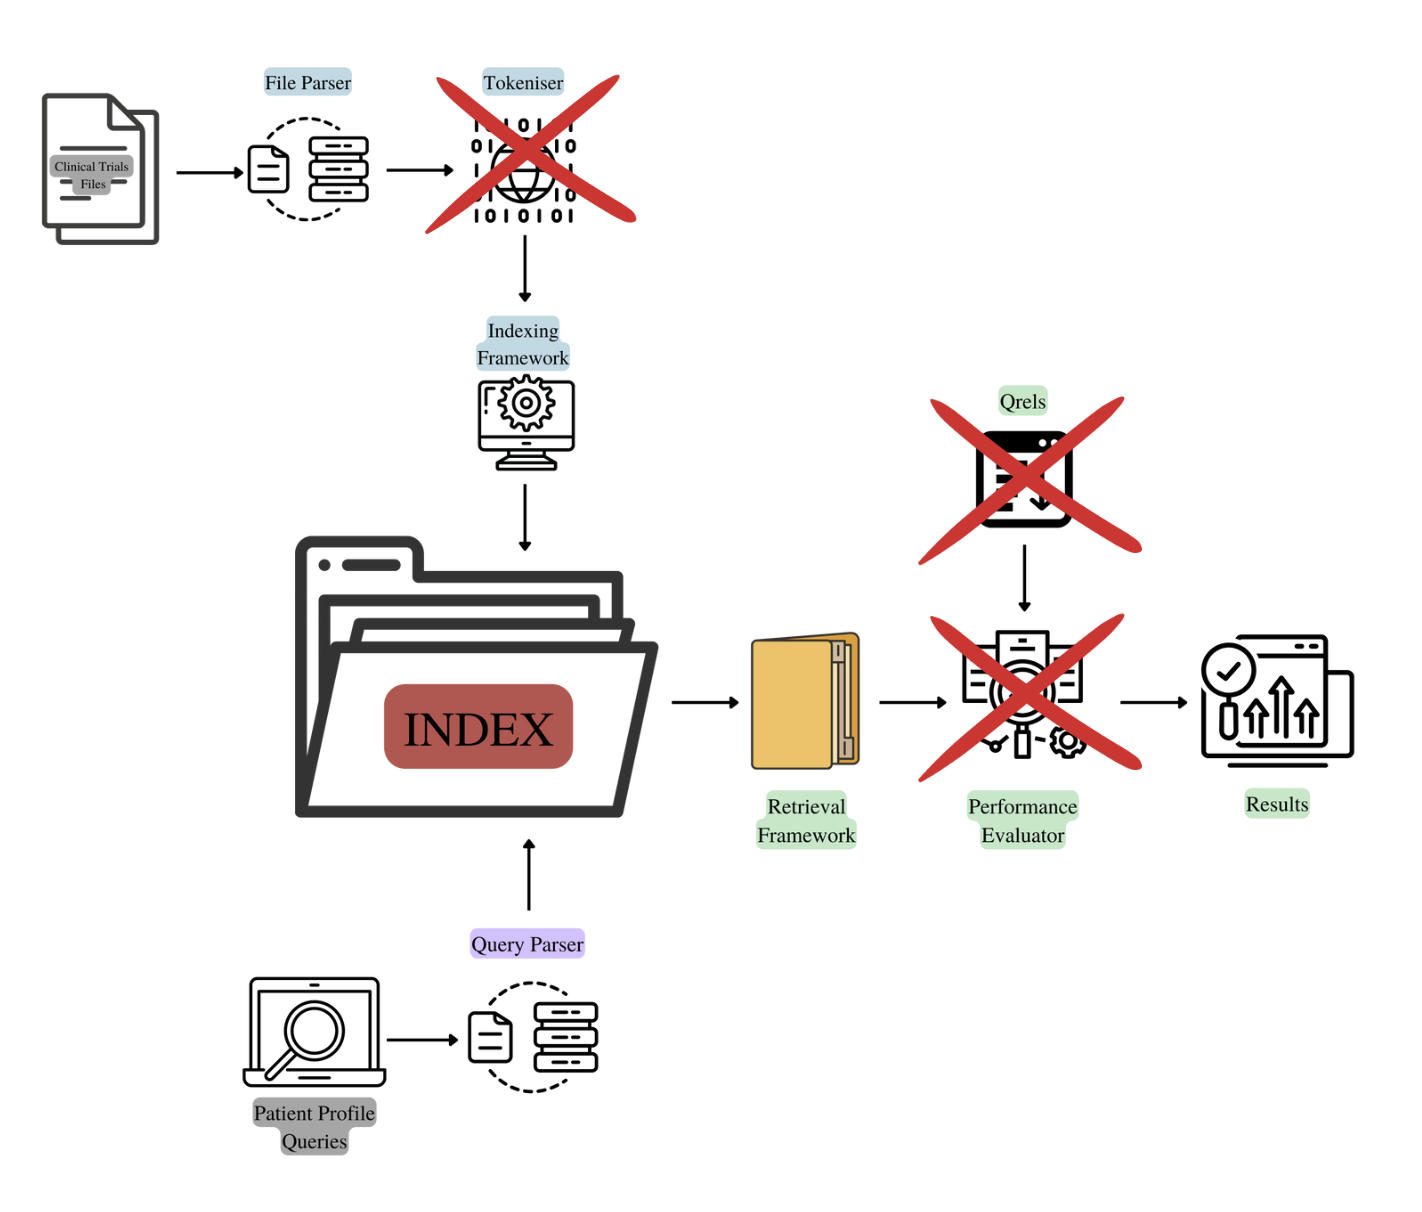 File Parser
Tokeniser
Clinical Trials
Files
Indexing
Framework
Qrels
INDEX
Retrieval
Framework
Performance
Evaluator
Results
Query Parser
Patient Profile
Queries